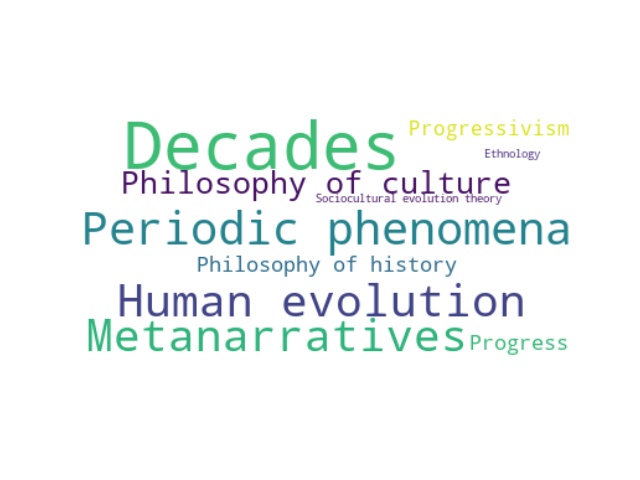 Decades
Progressivism
Ethnology
Philosophy of culture
Sociocultural evolution theory
Periodic phenomena
Philosophy of history
Human evolution
Metanarratives
Progress